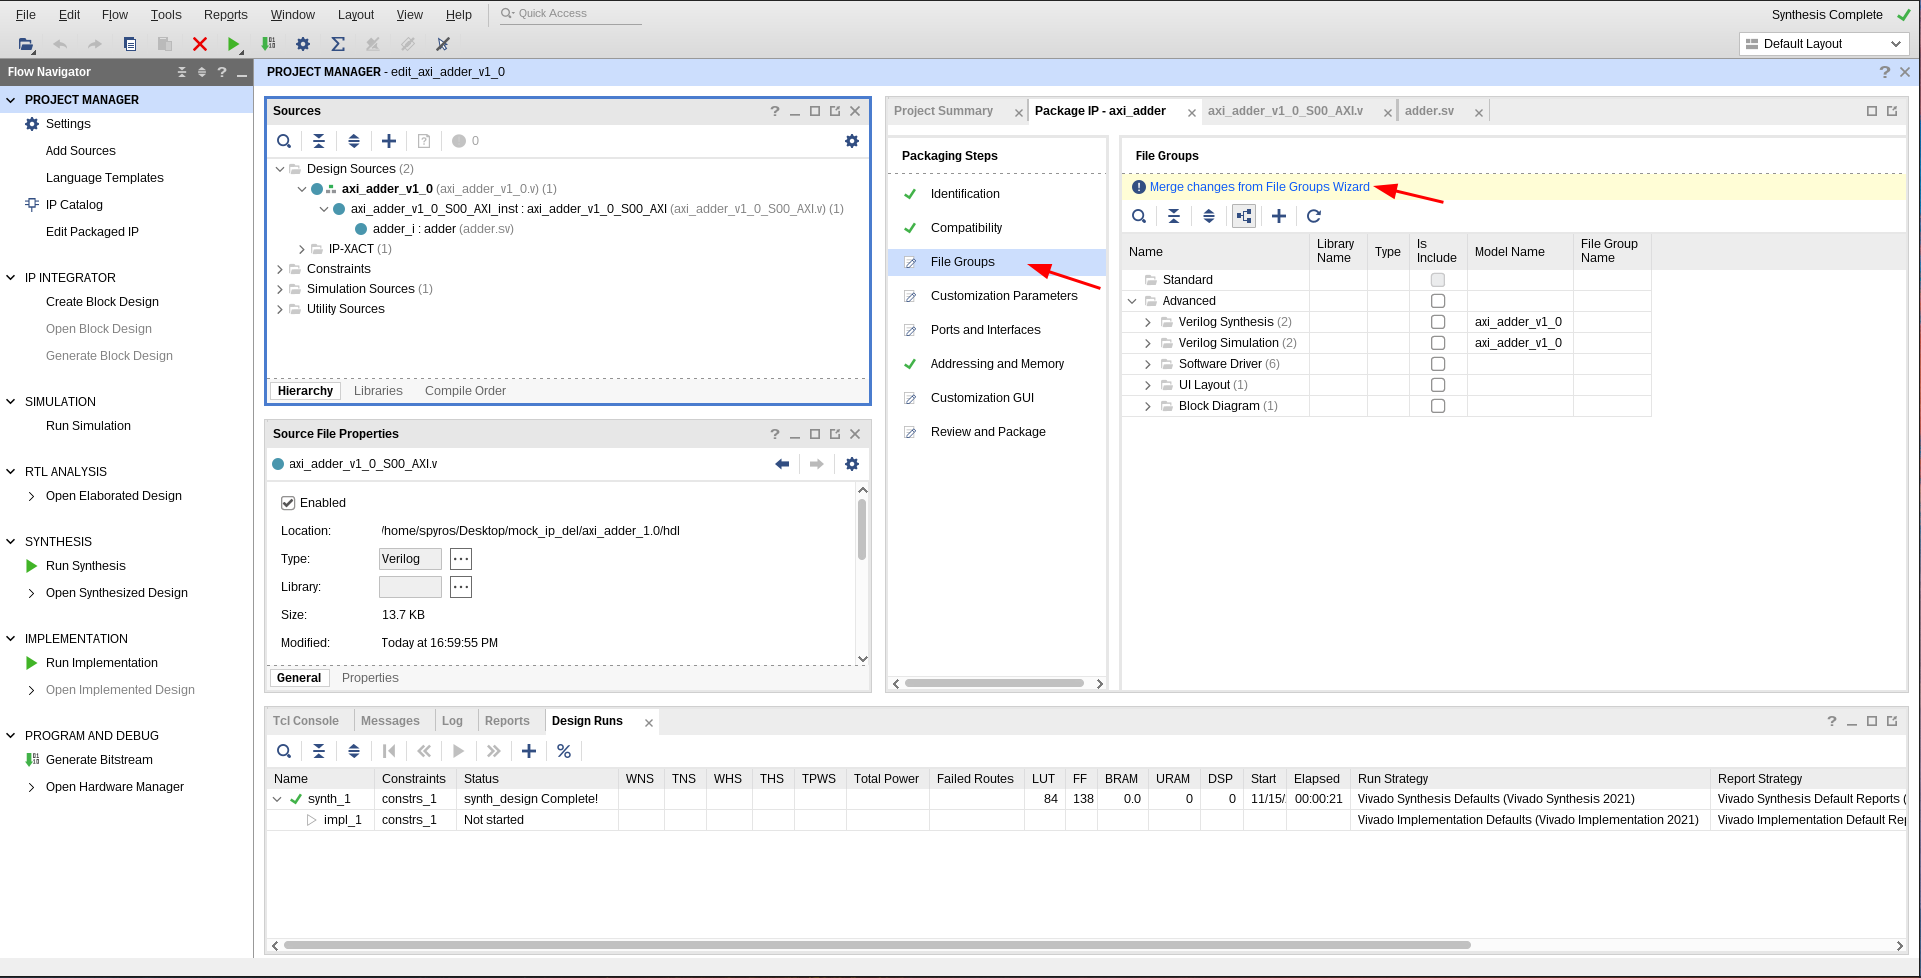 File Edit Flow Tools Reports Window Layout View Help Quick Access Synthesis Complete
Default Layout
Flow Navigator ? _
PROJECT MANAGER - edit_axi_adder_v1_0
PROJECT MANAGER
Settings
Add Sources
Language Templates
IP Catalog
Edit Packaged IP
IP INTEGRATOR
Create Block Design
Open Block Design
Generate Block Design
SIMULATION
Run Simulation
RTL ANALYSIS
Open Elaborated Design
SYNTHESIS
Run Synthesis
Open Synthesized Design
IMPLEMENTATION
Run Implementation
Open Implemented Design
PROGRAM AND DEBUG
Generate Bitstream
Open Hardware Manager
Sources
0
Design Sources (2)
axi_adder_v1_0 (axi_adder_v1_0.v) (1)
axi_adder_v1_0_S00_AXI_inst : axi_adder_v1_0_S00_AXI (axi_adder_v1_0_S00_AXI.v) (1)
adder_i : adder (adder.sv)
IP-XACT (1)
Constraints
Simulation Sources (1)
Utility Sources
Hierarchy Libraries Compile Order
Source File Properties
axi_adder_v1_0_S00_AXI.v
Enabled
Location: /home/spyros/Desktop/mock_ip_del/axi_adder_1.0/hdl
Type: Verilog
Library:
Size: 13.7 KB
Modified: Today at 16:59:55 PM
General Properties
Project Summary Package IP - axi_adder axi_adder_v1_0_S00_AXI.v adder.sv
Packaging Steps
Identification
Compatibility
File Groups
Customization Parameters
Ports and Interfaces
Addressing and Memory
Customization GUI
Review and Package
File Groups
Merge changes from File Groups Wizard
Name Library Name Type Is Include Model Name File Group Name
Standard
Advanced
Verilog Synthesis (2) axi_adder_v1_0
Verilog Simulation (2) axi_adder_v1_0
Software Driver (6)
UI Layout (1)
Block Diagram (1)
Tcl Console Messages Log Reports Design Runs
Name Constraints Status WNS TNS WHS THS TPWS Total Power Failed Routes LUT FF BRAM URAM DSP Start Elapsed Run Strategy Report Strategy
synth_1 constrs_1 synth_design Complete! 84 138 0.0 0 0 11/15/ 00:00:21 Vivado Synthesis Defaults (Vivado Synthesis 2021) Vivado Synthesis Default Reports (
impl_1 constrs_1 Not started Vivado Implementation Defaults (Vivado Implementation 2021) Vivado Implementation Default Rep